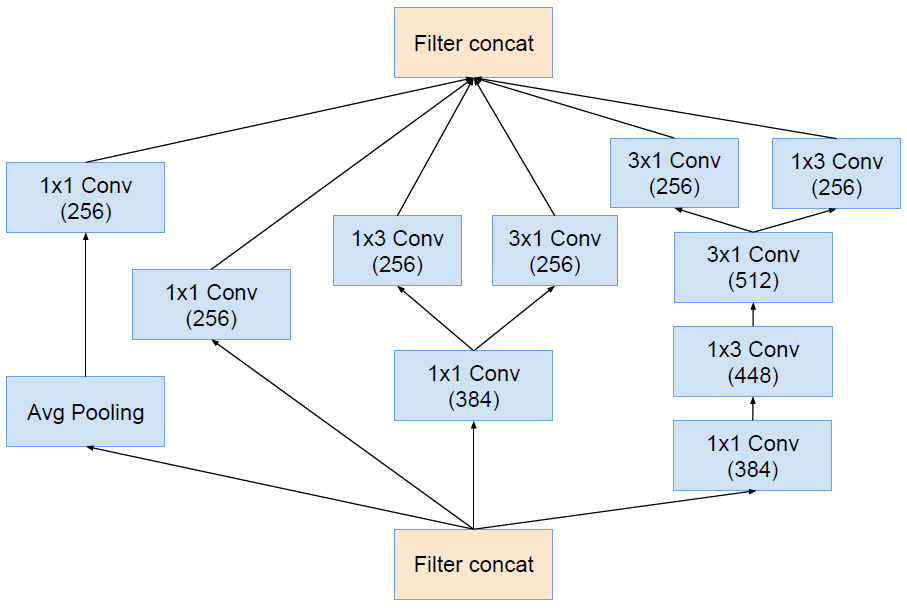 Filter concat
3x1 Conv
(256)
1x3 Conv
(256)
1x1 Conv
(256)
1x3 Conv
(256)
3x1 Conv
(256)
3x1 Conv
(512)
1x1 Conv
(256)
1x3 Conv
(448)
1x1 Conv
(384)
Avg Pooling
1x1 Conv
(384)
Filter concat